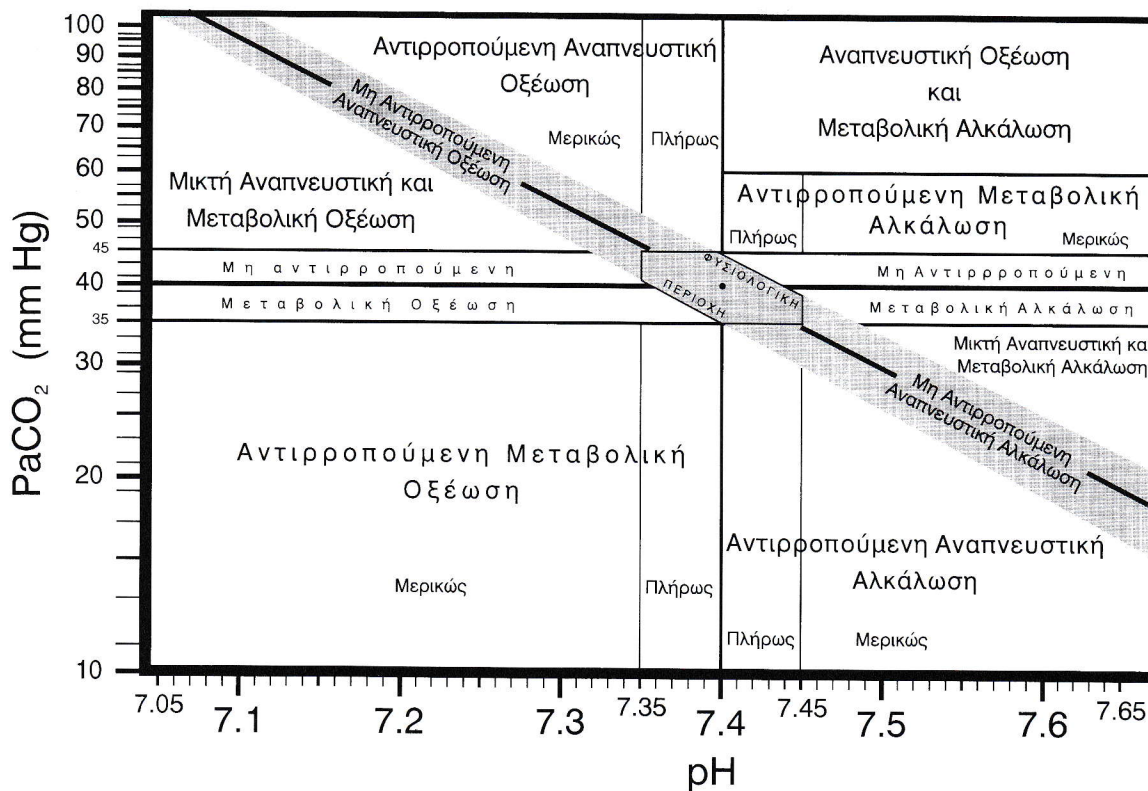 100
90
80
70
60
50
45
40
35
30
20
10
PaCO2 (mm Hg)
Αντιρροπούμενη Αναπνευστική
Οξέωση
Μερικώς
Πλήρως
Αναπνευστική Οξέωση
και
Μεταβολική Αλκάλωση
Μη Αντιρροπούμενη
Αναπνευστική Οξέωση
Μικτή Αναπνευστική και
Μεταβολική Οξέωση
Αντιρροπούμενη Μεταβολική
Αλκάλωση
Πλήρως
Μερικώς
Μη αντιρροπούμενη
Μεταβολική Οξέωση
ΦΥΣΙΟΛΟΓΙΚΗ
ΠΕΡΙΟΧΗ
Μη Αντιρρροπούμενη
Μεταβολική Αλκάλωση
Μικτή Αναπνευστική κα
Μεταβολική Αλκάλωση
Μη Αντιρροπούμενη
Αναπνευστική Αλκάλωση
Αντιρροπούμενη Μεταβολική
Οξέωση
Μερικώς
Πλήρως
Αντιρροπούμενη Αναπνευστική
Αλκάλωση
Πλήρως
Μερικώς
7.05 7.1 7.2 7.3 7.35 7.4 7.45 7.5 7.6 7.65
pH